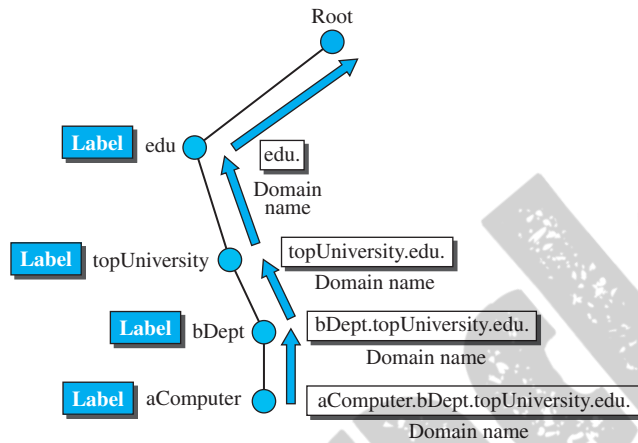 Root
Label edu
edu.
Domain
name
Label topUniversity
topUniversity.edu.
Domain name
Label bDept
bDept.topUniversity.edu.
Domain name
Label aComputer
aComputer.bDept.topUniversity.edu.
Domain name